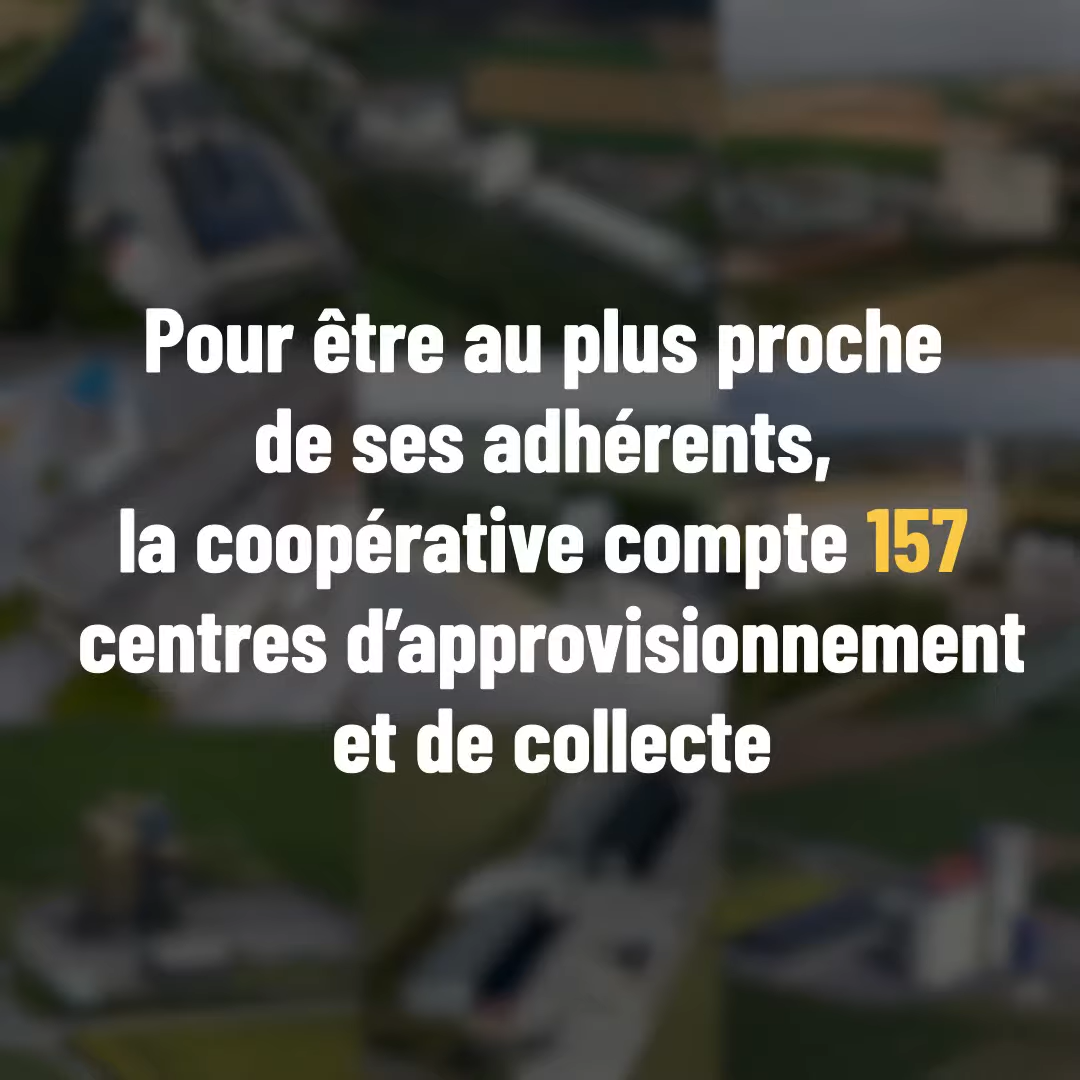 Pour être au plus proche
de ses adhérents,
la coopérative compte 157
centres d’approvisionnement
et de collecte